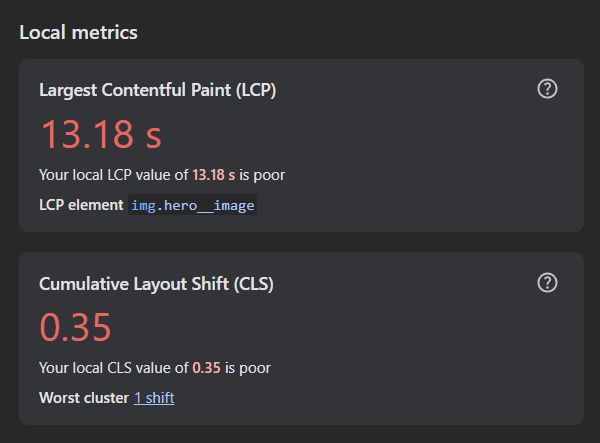 Local metrics
Largest Contentful Paint (LCP)
13.18 s
Your local LCP value of 13.18 s is poor
LCP element img.hero__image
Cumulative Layout Shift (CLS)
0.35
Your local CLS value of 0.35 is poor
Worst cluster 1 shift